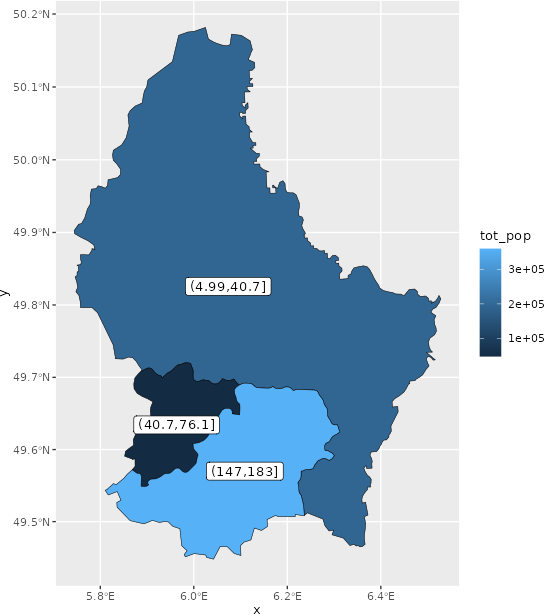 50.2°N
50.1°N
50.0°N
49.9°N
49.8°N
49.7°N
49.6°N
49.5°N
y
(4.99,40.7]
(40.7,76.1]
(147,183]
5.8°E
6.0°E
6.2°E
6.4°E
x
tot_pop
3e+05
2e+05
1e+05